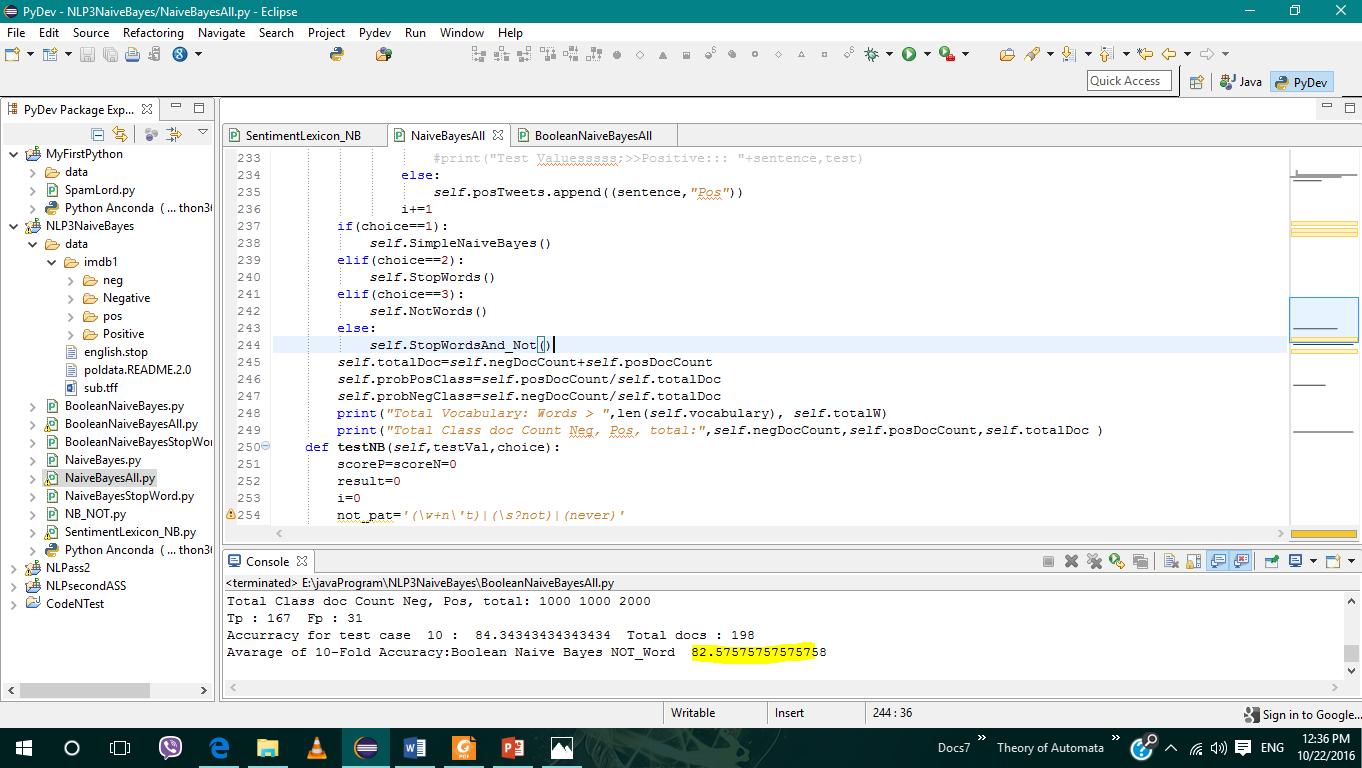 PyDev - NLP3NaiveBayes/NaiveBayesAll.py - Eclipse
File Edit Source Refactoring Navigate Search Project Pydev Run Window Help
Quick Access
Java
PyDev
PyDev Package Exp...
MyFirstPython
data
SpamLord.py
Python Anconda ( ... thon36
NLP3NaiveBayes
data
imdb1
neg
Negative
pos
Positive
english.stop
poldata.README.2.0
sub.tff
BooleanNaiveBayes.py
BooleanNaiveBayesAll.py
BooleanNaiveBayesStopWor
NaiveBayes.py
NaiveBayesAll.py
NaiveBayesStopWord.py
NB_NOT.py
SentimentLexicon_NB.py
Python Anconda ( ... thon36
NLPass2
NLPsecondASS
CodeNTest
SentimentLexicon_NB
NaiveBayesAll
BooleanNaiveBayesAll
233 #print("Test Valuesssss;>>Positive::: "+sentence,test)
234 else:
235 self.posTweets.append((sentence,"Pos"))
236 i+=1
237 if(choice==1):
238 self.SimpleNaiveBayes()
239 elif(choice==2):
240 self.StopWords()
241 elif(choice==3):
242 self.NotWords()
243 else:
244 self.StopWordsAnd_Not()
245 self.totalDoc=self.negDocCount+self.posDocCount
246 self.probPosClass=self.posDocCount/self.totalDoc
247 self.probNegClass=self.negDocCount/self.totalDoc
248 print("Total Vocabulary: Words > ",len(self.vocabulary), self.totalW)
249 print("Total Class doc Count Neg, Pos, total:",self.negDocCount,self.posDocCount,self.totalDoc )
250 def testNB(self,testVal,choice):
251 scoreP=scoreN=0
252 result=0
253 i=0
254 not_pat='(\w+n\'t)|(\s?not)|(never)'
Console
<terminated> E:\javaProgram\NLP3NaiveBayes\BooleanNaiveBayesAll.py
Total Class doc Count Neg, Pos, total: 1000 1000 2000
Tp : 167 Fp : 31
Accurracy for test case 10 : 84.34343434343434 Total docs : 198
Avarage of 10-Fold Accuracy:Boolean Naive Bayes NOT_Word 82.57575757575758
Writable
Insert
244 : 36
Sign in to Google...
Docs7
Theory of Automata
ENG
12:36 PM
10/22/2016